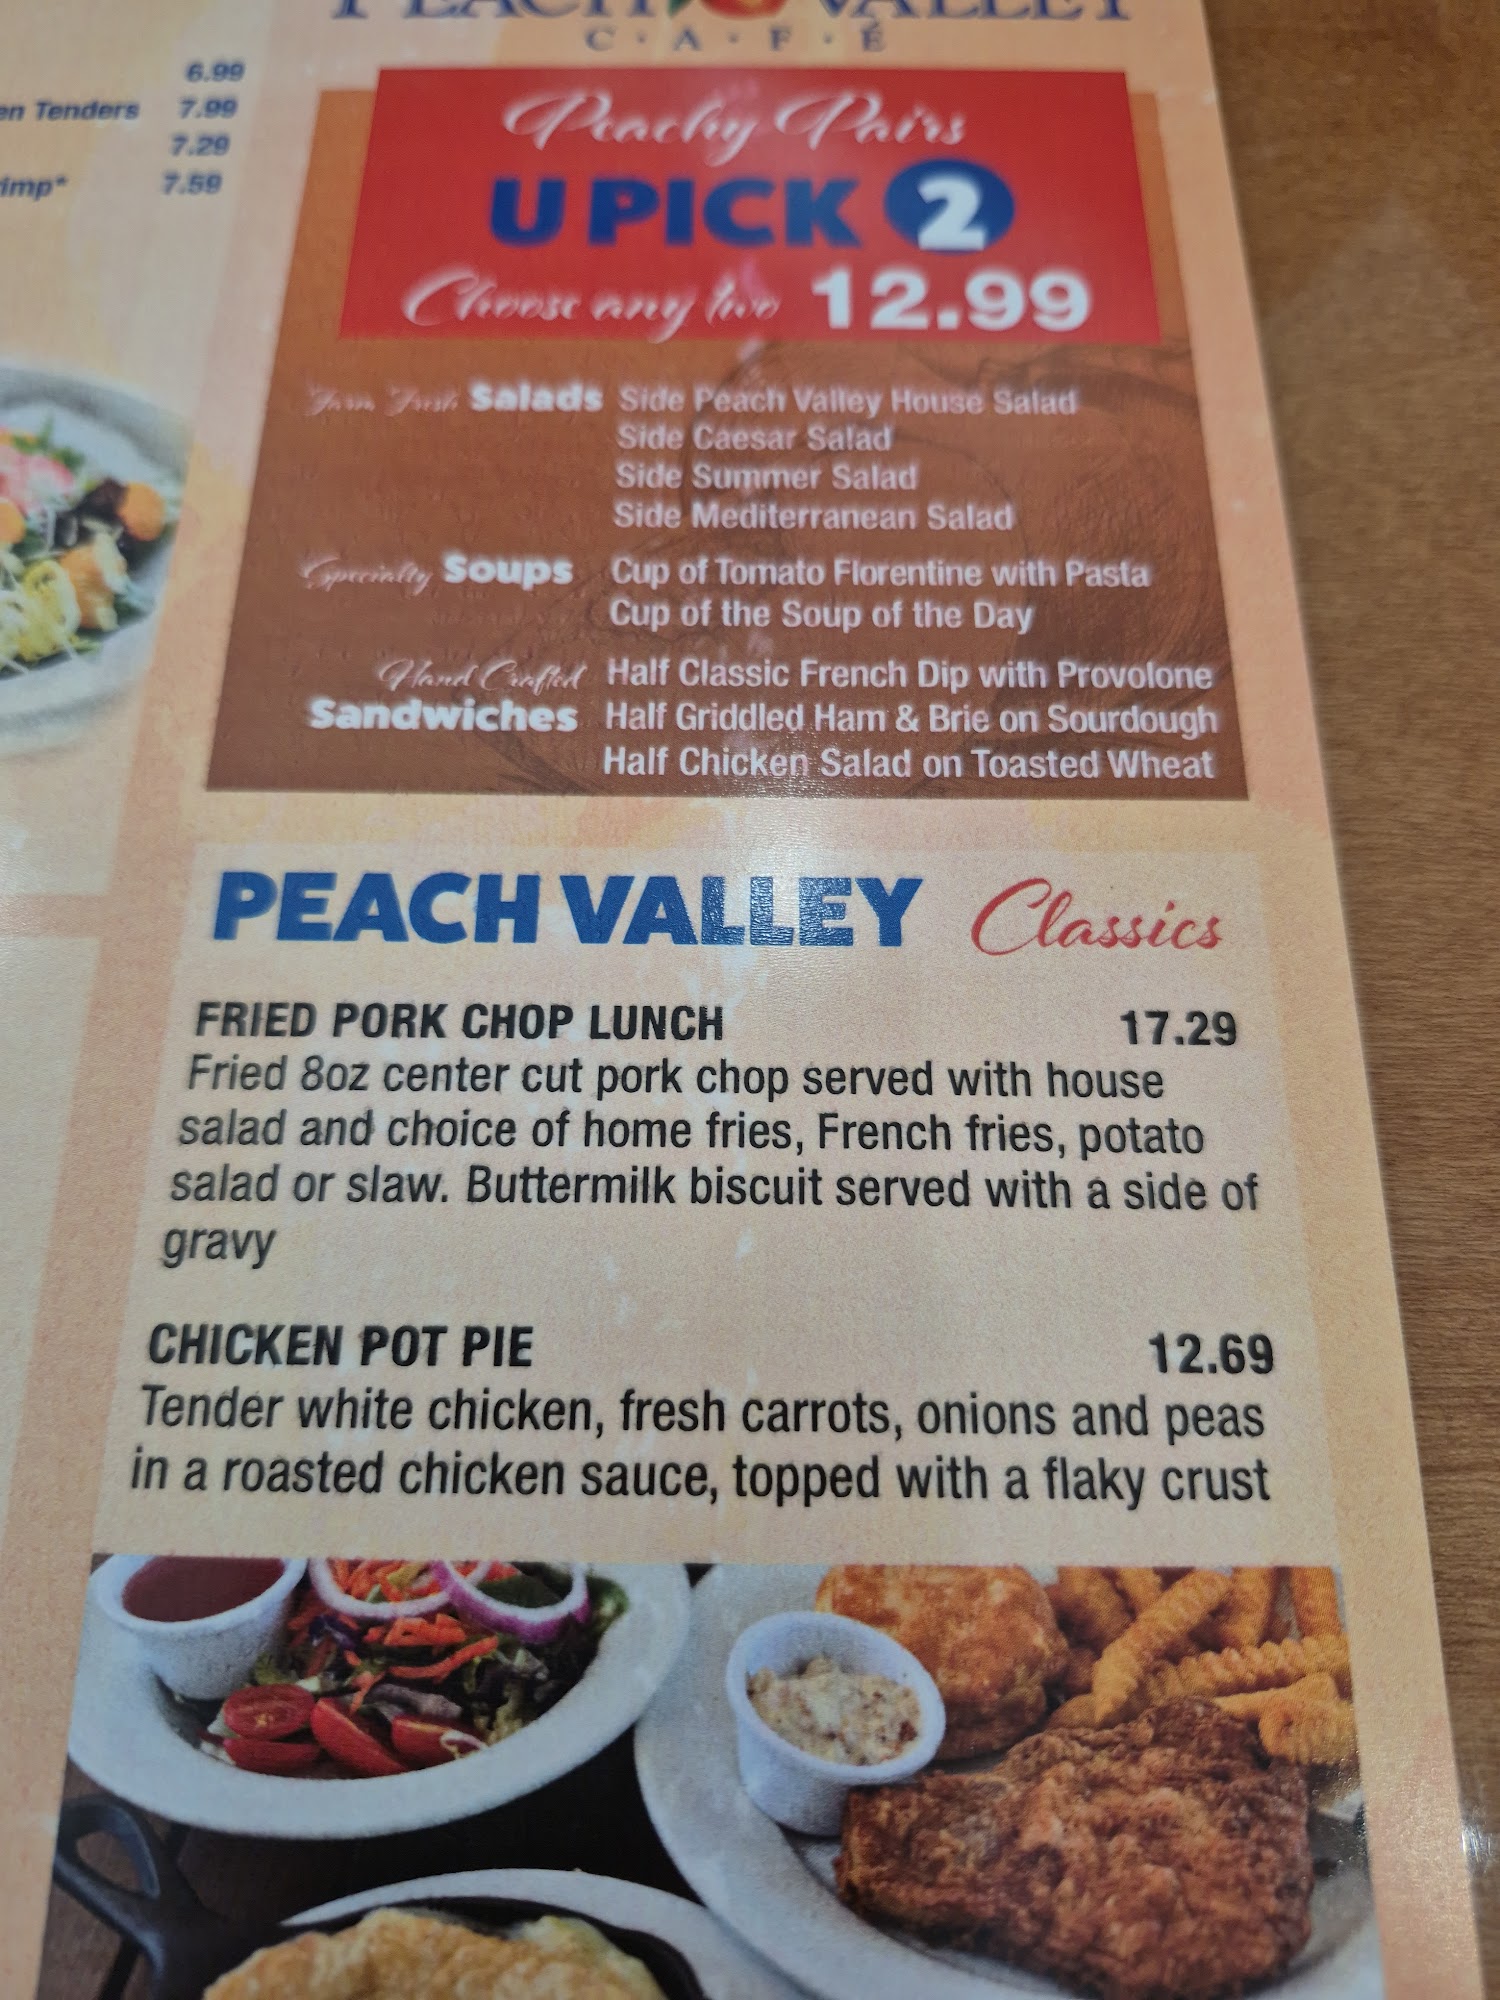 PEACH VALLEY
C·A·F·É
6.99
en Tenders 7.99
7.29
imp* 7.59
Peachy Pairs
U PICK 2
Choose any two 12.99
Farm Fresh Salads Side Peach Valley House Salad
Side Caesar Salad
Side Summer Salad
Side Mediterranean Salad
Specialty Soups Cup of Tomato Florentine with Pasta
Cup of the Soup of the Day
Hand Crafted Half Classic French Dip with Provolone
Sandwiches Half Griddled Ham & Brie on Sourdough
Half Chicken Salad on Toasted Wheat
PEACH VALLEY Classics
FRIED PORK CHOP LUNCH 17.29
Fried 8oz center cut pork chop served with house
salad and choice of home fries, French fries, potato
salad or slaw. Buttermilk biscuit served with a side of
gravy
CHICKEN POT PIE 12.69
Tender white chicken, fresh carrots, onions and peas
in a roasted chicken sauce, topped with a flaky crust